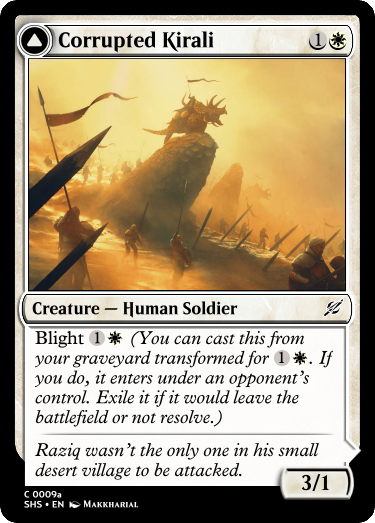 Corrupted Kirali 1
Creature — Human Soldier
Blight 1 (You can cast this from
your graveyard transformed for 1 . If
you do, it enters under an opponent's
control. Exile it if it would leave the
battlefield or not resolve.)
Raziq wasn't the only one in his small
desert village to be attacked.
3/1
C 0009a
SHS • EN Makkharial